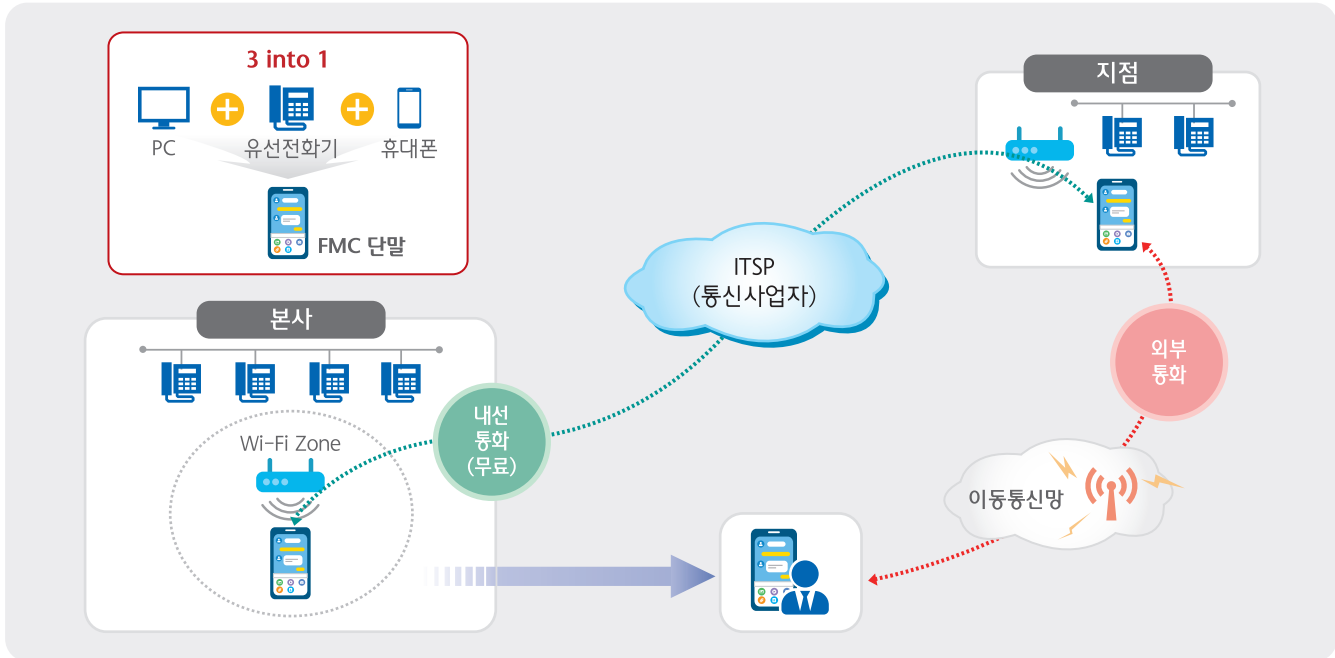 3 into 1
PC
유선전화기
휴대폰
FMC 단말
지점
ITSP
(통신사업자)
본사
외부
통화
내선
통화
(무료)
Wi-Fi Zone
이동통신망